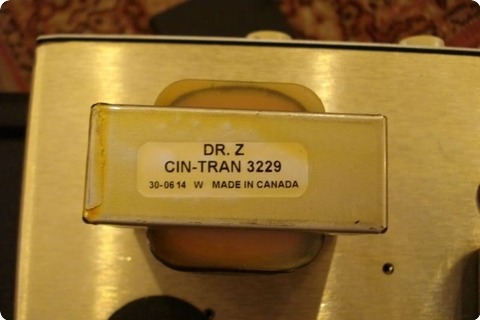 DR. Z
CIN-TRAN 3229
30-06 14 W MADE IN CANADA